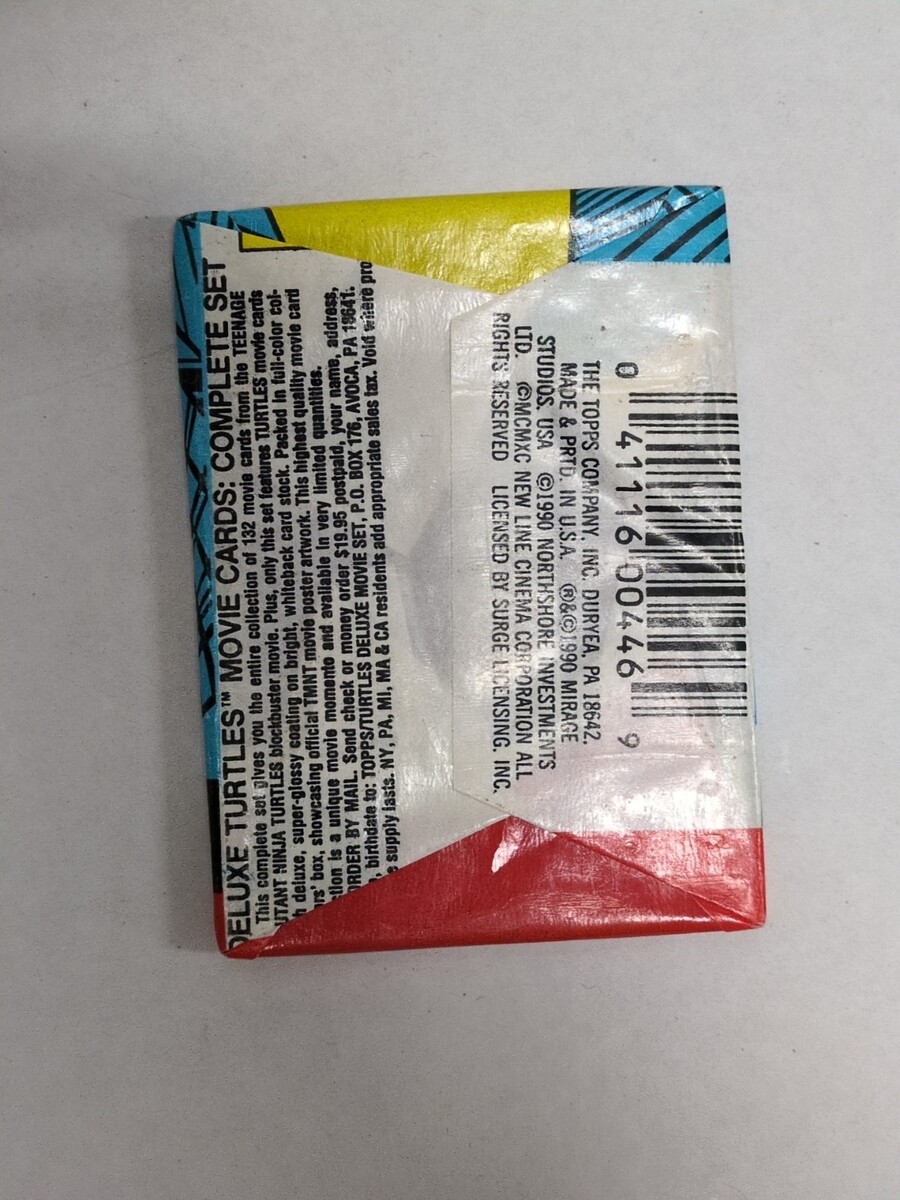 DELUXE TURTLES™ MOVIE CARDS: COMPLETE SET
This complete set gives you the entire collection of 132 movie cards from the TEENAGE
UTANT NINJA TURTLES blockbuster movie. Plus, only this set features TURTLES movie cards
h deluxe, super-glossy coating on bright, whiteback card stock. Packed in full-color col-
rs' box, showcasing official TMNT movie poster artwork. This highest quality movie card
tion is a unique movie momento and available in very limited quantities.
ORDER BY MAIL. Send check or money order $19.95 postpaid, your name, address,
, birthdate to: TOPPS/TURTLES DELUXE MOVIE SET, P.O. BOX 176, AVOCA, PA 18641.
e supply lasts. NY, PA, MI, MA & CA residents add appropriate sales tax. Void where pro
0 41116 00446 9
THE TOPPS COMPANY, INC. DURYEA, PA 18642.
MADE & PRTD. IN U.S.A. ®&©1990 MIRAGE
STUDIOS, USA ©1990 NORTHSHORE INVESTMENTS
LTD. ©MCMXC NEW LINE CINEMA CORPORATION ALL
RIGHTS RESERVED LICENSED BY SURGE LICENSING, INC.